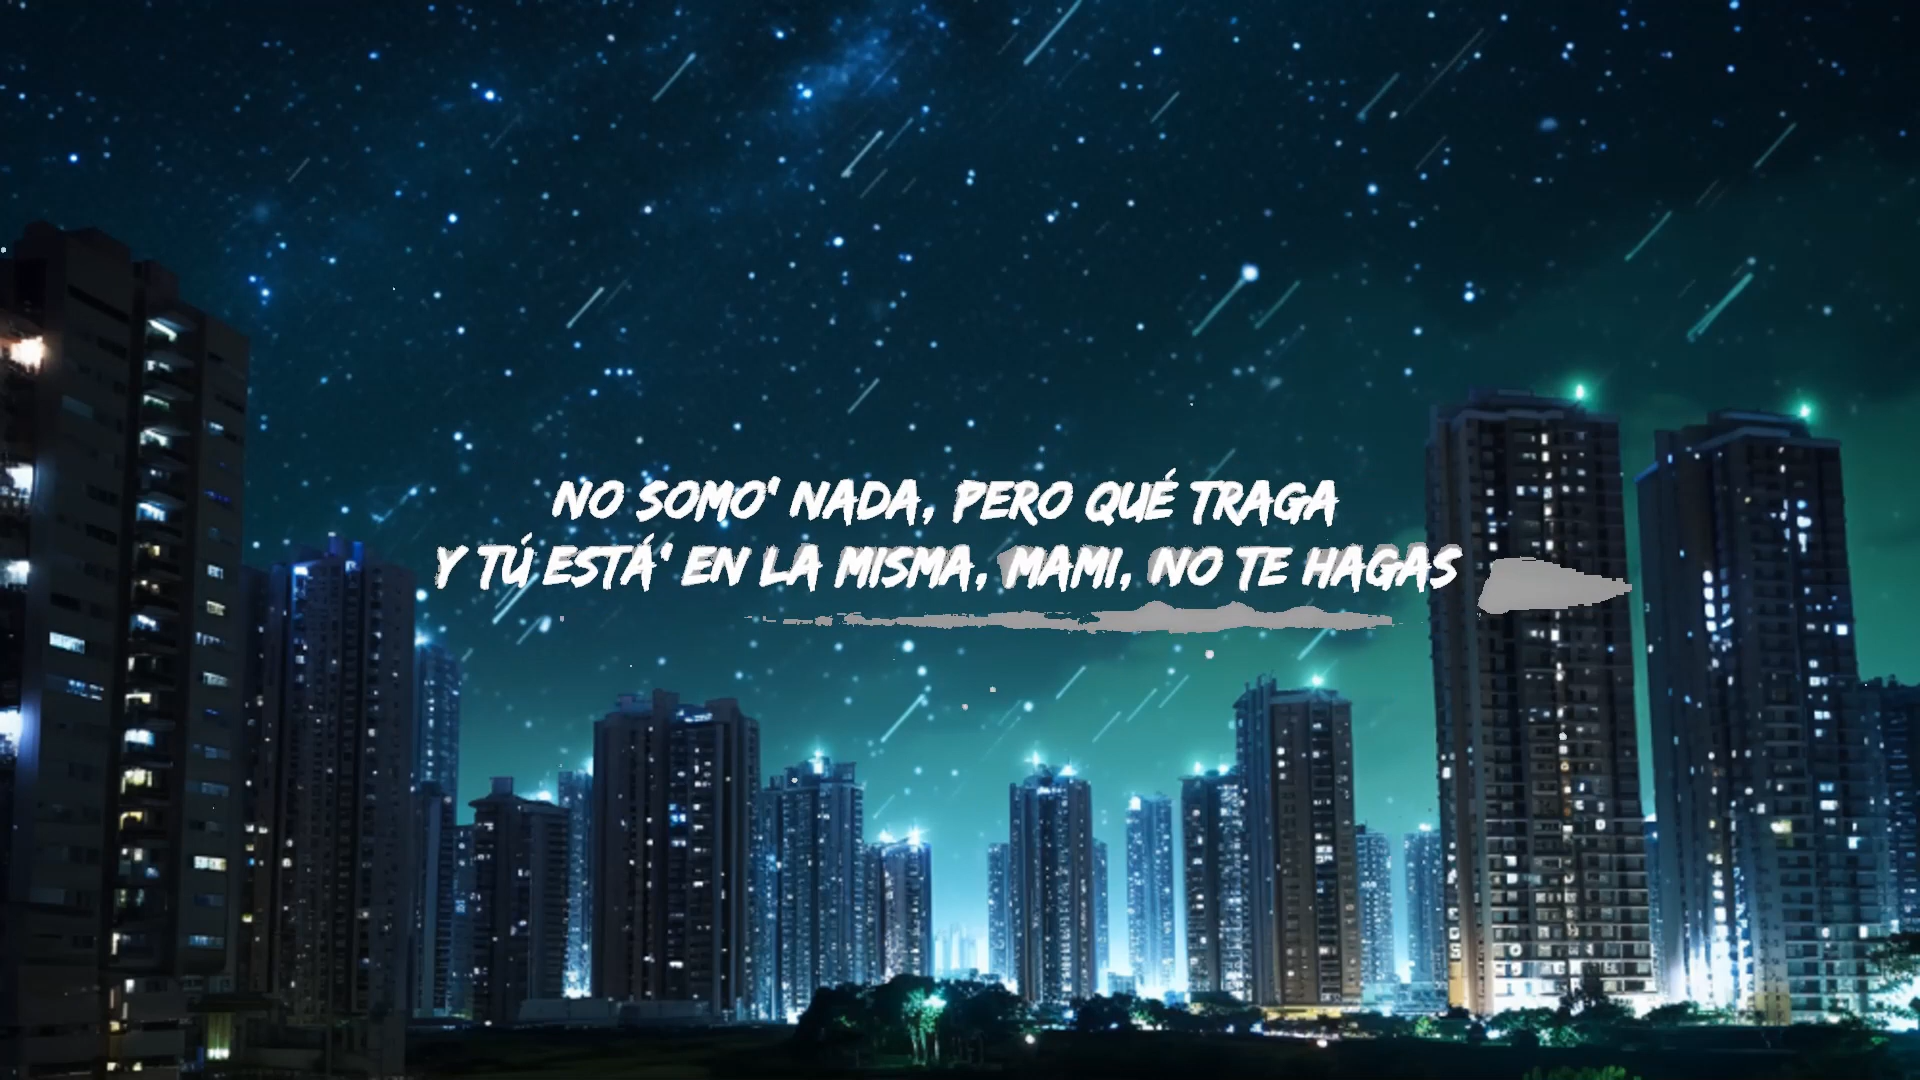 NO SOMO' NADA, PERO QUÉ TRAGA
Y TÚ ESTÁ' EN LA MISMA, MAMI, NO TE HAGAS